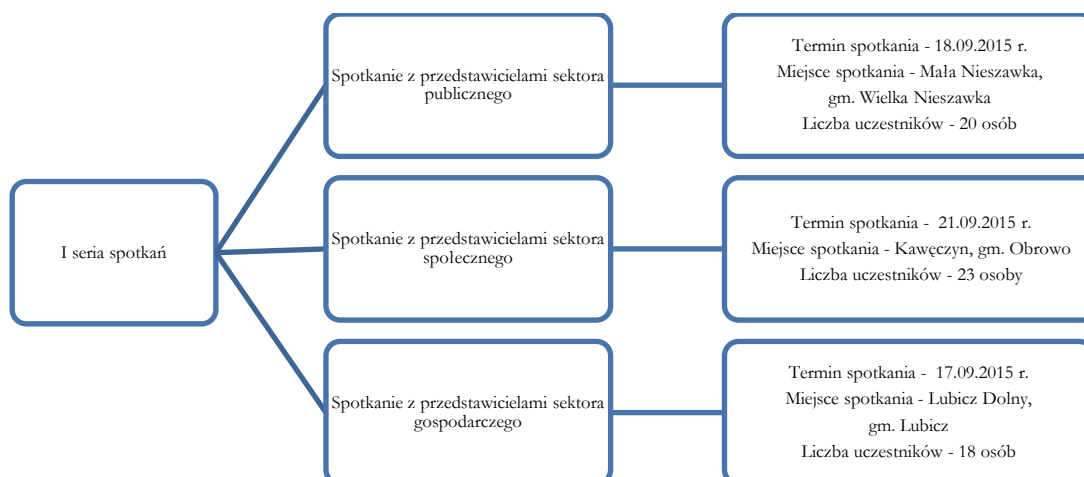 I seria spotkań
Spotkanie z przedstawicielami sektora
publicznego
Termin spotkania - 18.09.2015 r.
Miejsce spotkania - Mała Nieszawka,
gm. Wielka Nieszawka
Liczba uczestników - 20 osób
Spotkanie z przedstawicielami sektora
społecznego
Termin spotkania - 21.09.2015 r.
Miejsce spotkania - Kawęczyn, gm. Obrowo
Liczba uczestników - 23 osoby
Spotkanie z przedstawicielami sektora
gospodarczego
Termin spotkania - 17.09.2015 r.
Miejsce spotkania - Lubicz Dolny,
gm. Lubicz
Liczba uczestników - 18 osób